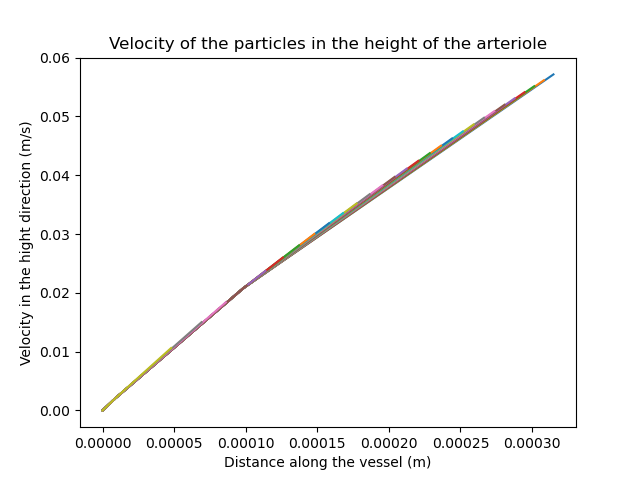 Velocity of the particles in the height of the arteriole
Velocity in the hight direction (m/s)
0.06
0.05
0.04
0.03
0.02
0.01
0.00
0.00000 0.00005 0.00010 0.00015 0.00020 0.00025 0.00030
Distance along the vessel (m)